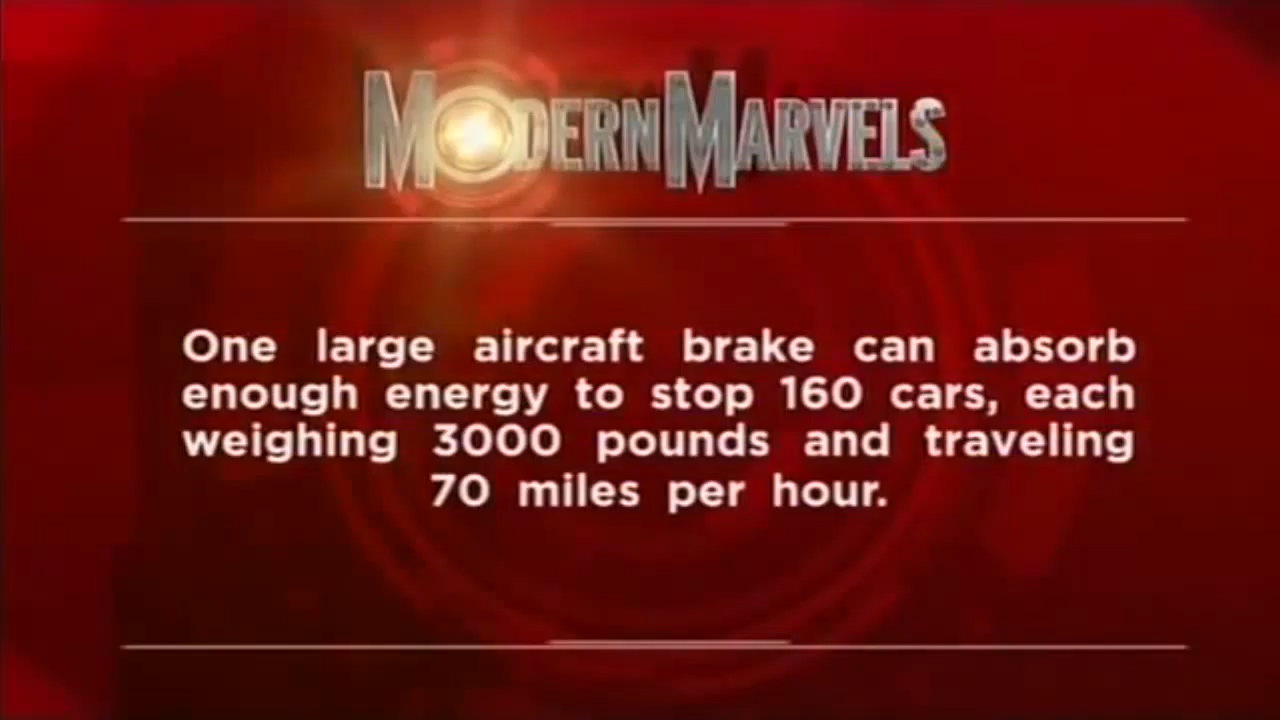 MODERN MARVELS
One large aircraft brake can absorb
enough energy to stop 160 cars, each
weighing 3000 pounds and traveling
70 miles per hour.